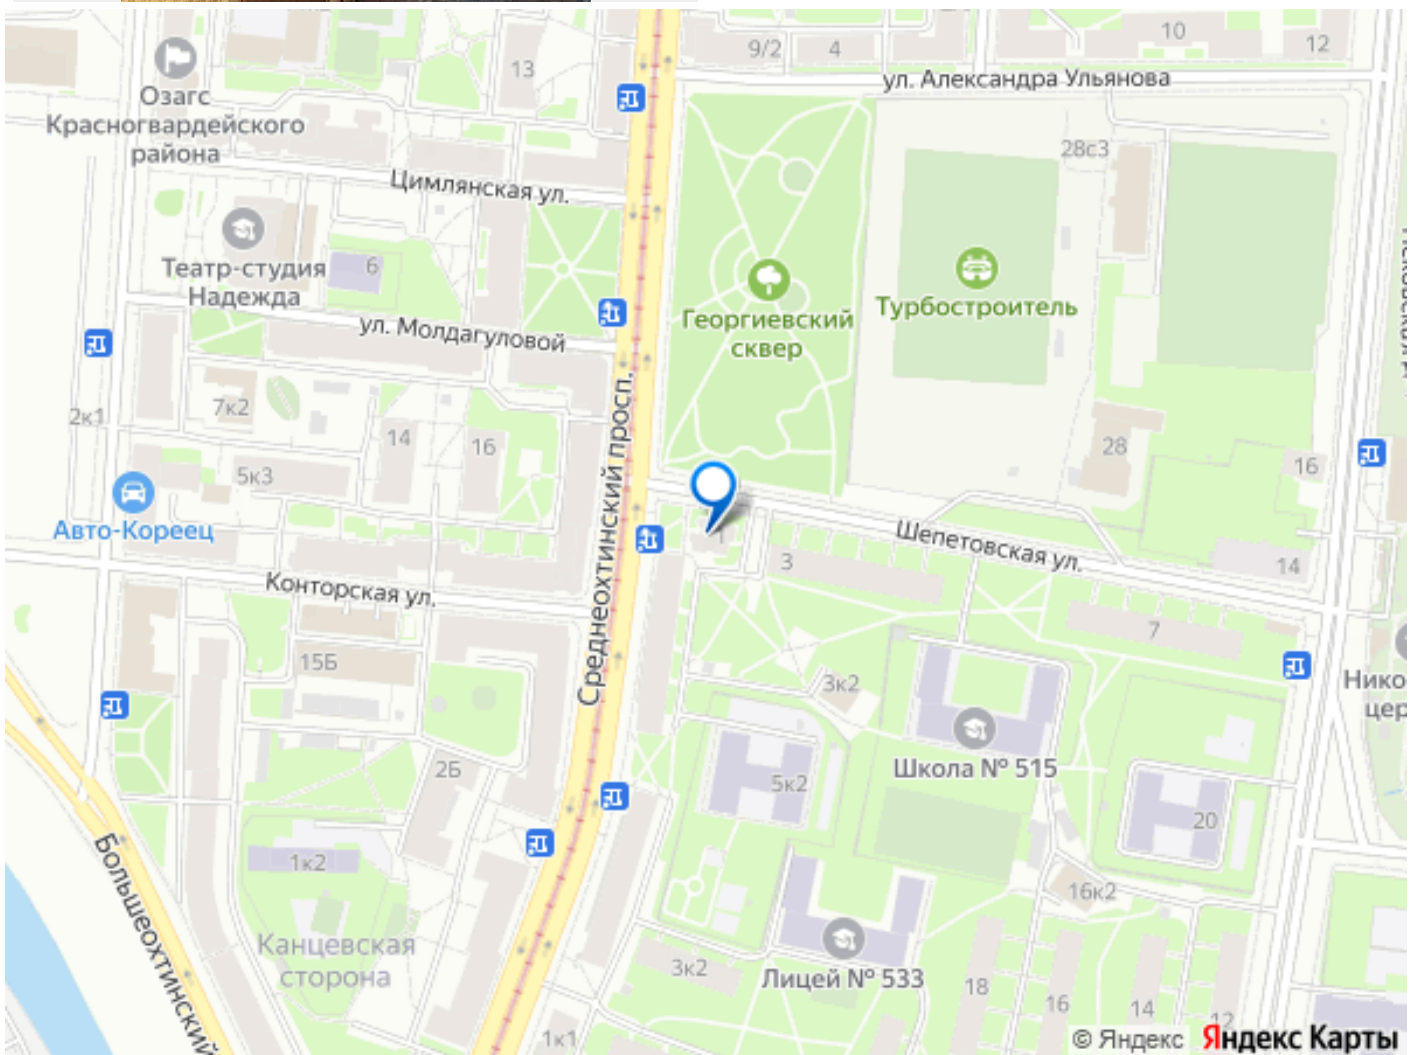 9/2
4
10
12
13
ул. Александра Ульянова
Озагс
Красногвардейского
района
28с3
Цимлянская ул.
Театр-студия
Надежда
6
Георгиевский
сквер
Турбостроитель
ул. Молдагуловой
Среднеохтинский просп.
2к1
7к2
14
16
28
16
5к3
Авто-Кореец
1
3
Шепетовская ул.
14
Конторская ул.
7
15Б
3к2
Нико
цер
Школа № 515
2Б
5к2
20
1к2
16к2
Большеохтинский
Канцевская
сторона
3к2
Лицей № 533
18
16
14
12
1к1
© Яндекс Яндекс Карты